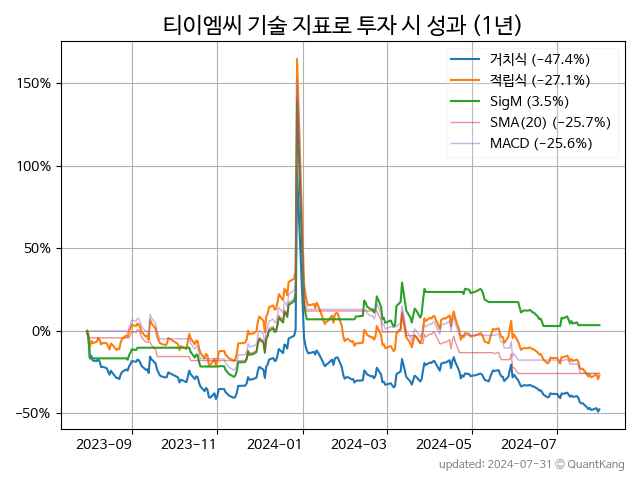 티이엠씨 기술 지표로 투자 시 성과 (1년)
거치식 (−47.4%)
적립식 (−27.1%)
SigM (3.5%)
SMA(20) (−25.7%)
MACD (−25.6%)
150%
100%
50%
0%
−50%
2023−09 2023−11 2024−01 2024−03 2024−05 2024−07
updated: 2024-07-31 © QuantKang